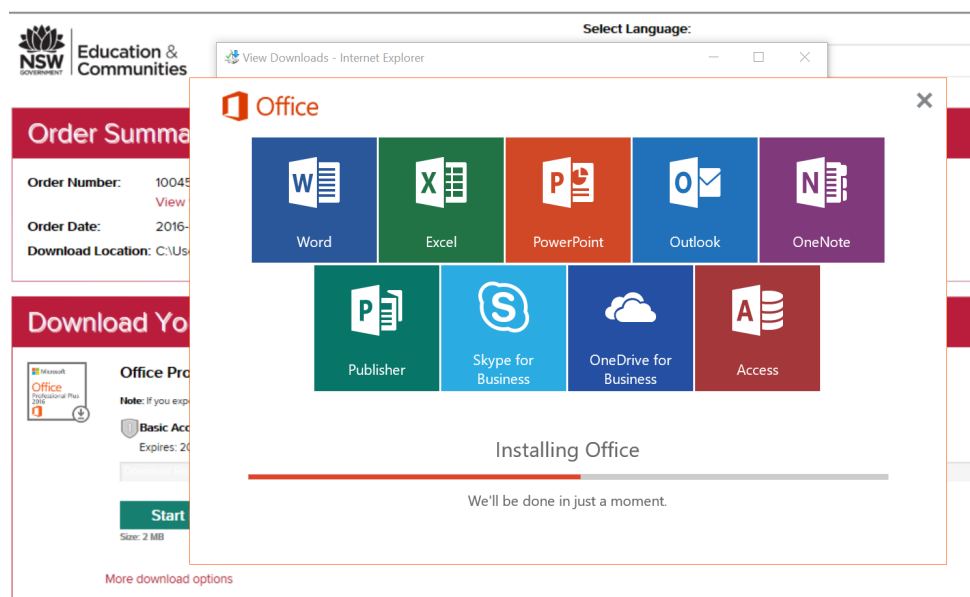 Select Language:
NSW
GOVERNMENT
Education &
Communities
View Downloads - Internet Explorer
Office
Order Summa
Order Number: 10045
View
Order Date: 2016-
Download Location: C:\Us
Word Excel PowerPoint Outlook OneNote
Publisher Skype for Business OneDrive for Business Access
Download Yo
Microsoft
Office
Professional Plus
2016
Office Pro
Note: If you exp
Basic Acc
Expires: 20
Start
Size: 2 MB
More download options
Installing Office
We'll be done in just a moment.